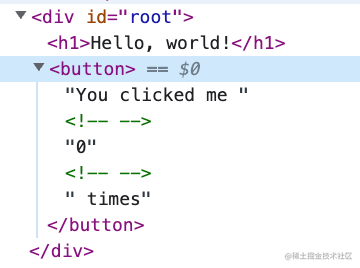 <div id="root">
<h1>Hello, world!</h1>
<button> == $0
"You clicked me "
<!-- -->
"0"
<!-- -->
" times"
</button>
</div>
@稀土掘金技术社区